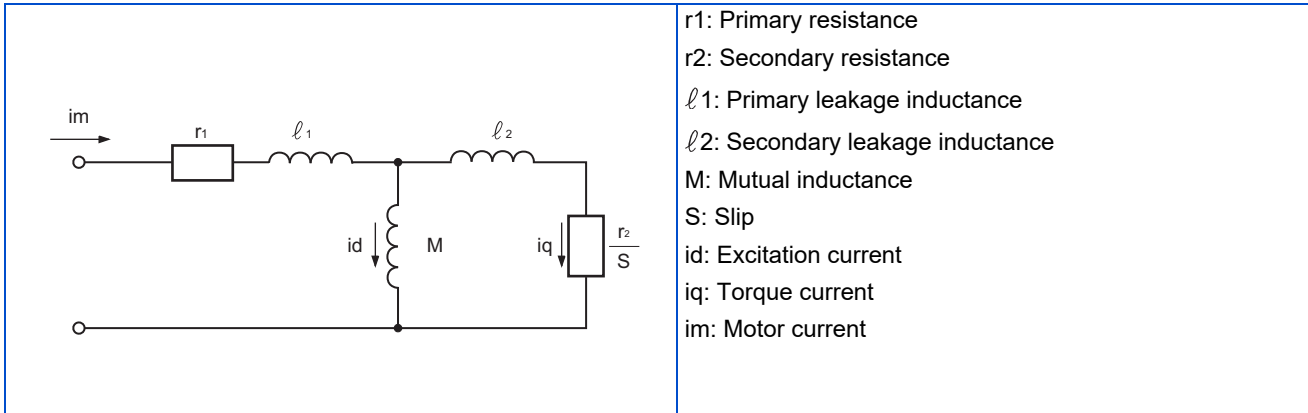 im
r1
ℓ1
ℓ2
id
M
iq
r2
S
r1: Primary resistance
r2: Secondary resistance
ℓ1: Primary leakage inductance
ℓ2: Secondary leakage inductance
M: Mutual inductance
S: Slip
id: Excitation current
iq: Torque current
im: Motor current